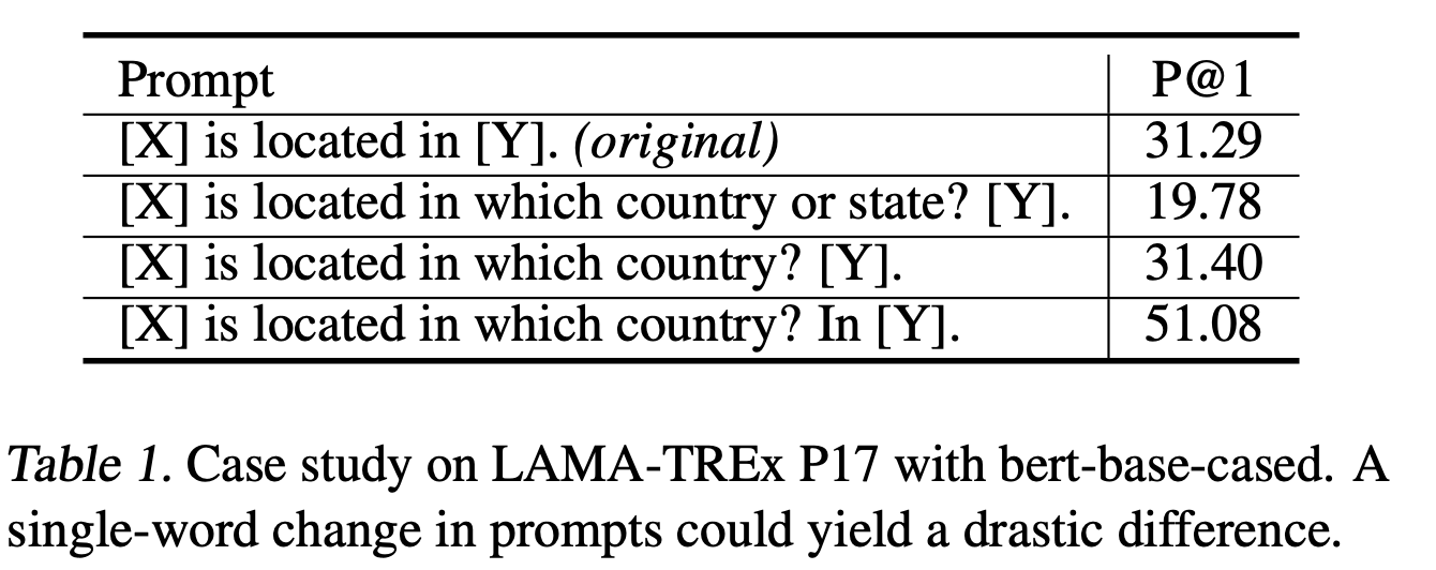 Prompt P@1
[X] is located in [Y]. (original) 31.29
[X] is located in which country or state? [Y]. 19.78
[X] is located in which country? [Y]. 31.40
[X] is located in which country? In [Y]. 51.08
Table 1. Case study on LAMA-TREx P17 with bert-base-cased. A
single-word change in prompts could yield a drastic difference.